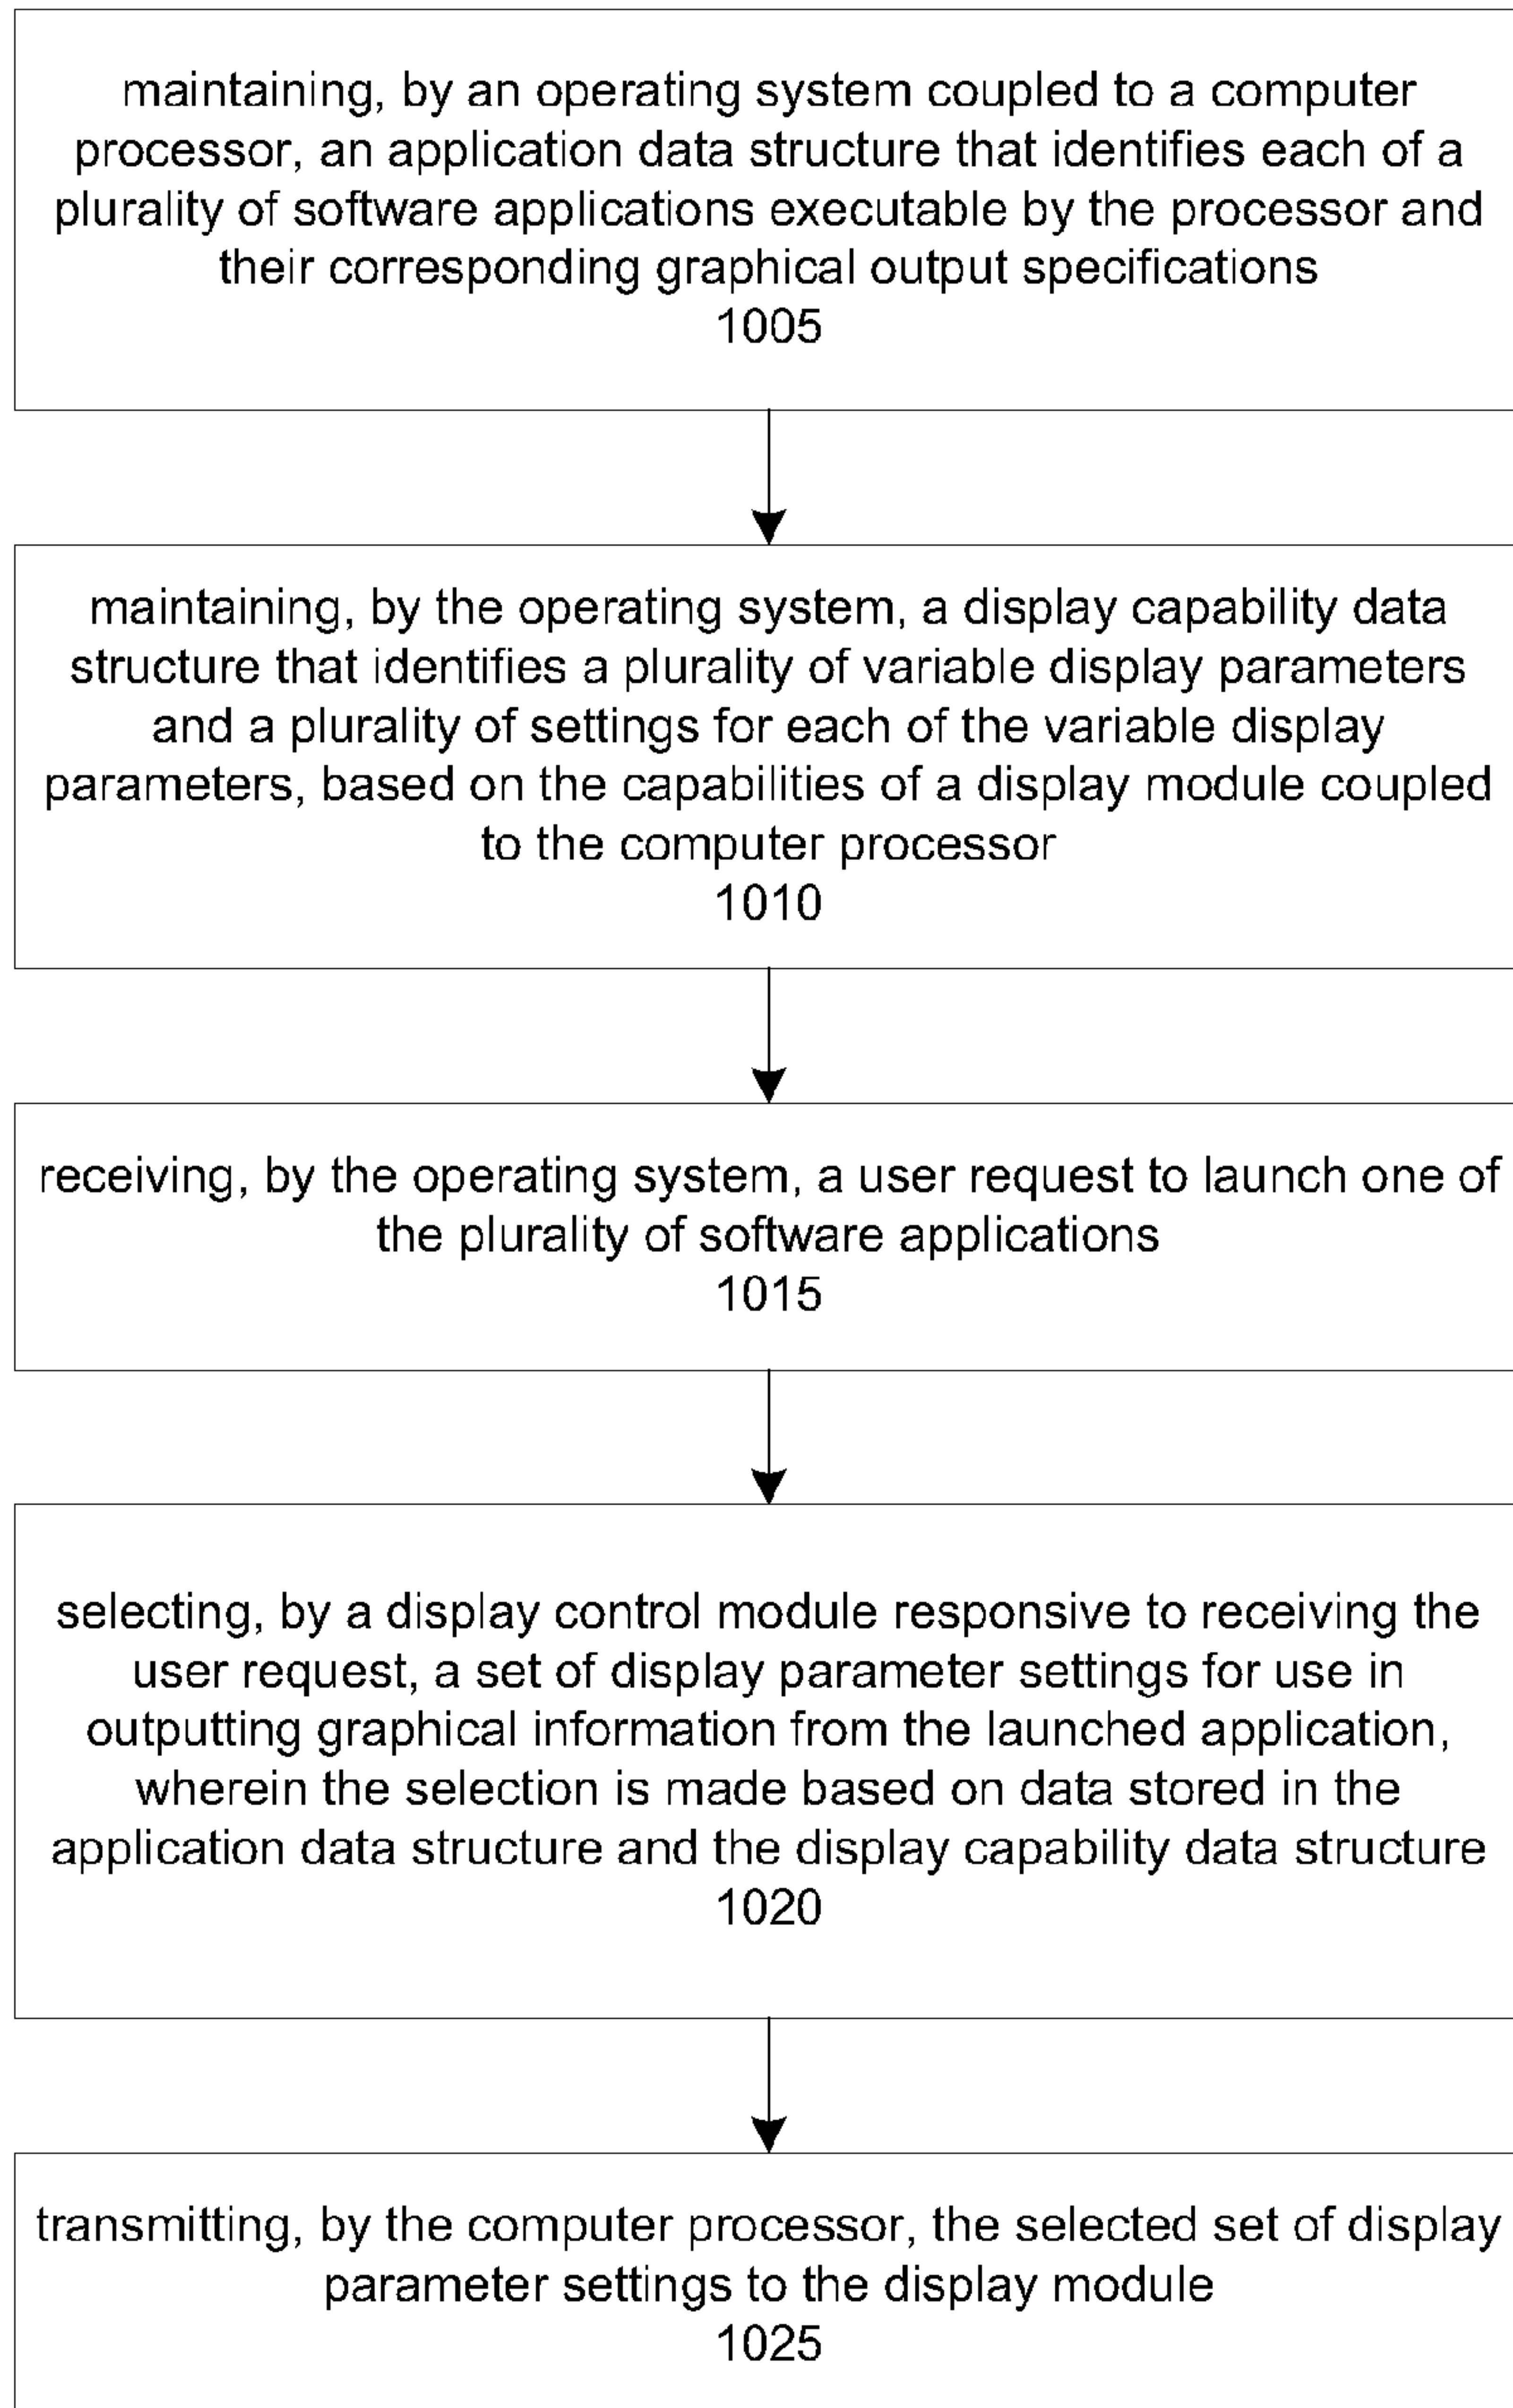 maintaining, by an operating system coupled to a computer
processor, an application data structure that identifies each of a
plurality of software applications executable by the processor and
their corresponding graphical output specifications
1005
maintaining, by the operating system, a display capability data
structure that identifies a plurality of variable display parameters
and a plurality of settings for each of the variable display
parameters, based on the capabilities of a display module coupled
to the computer processor
1010
receiving, by the operating system, a user request to launch one of
the plurality of software applications
1015
selecting, by a display control module responsive to receiving the
user request, a set of display parameter settings for use in
outputting graphical information from the launched application,
wherein the selection is made based on data stored in the
application data structure and the display capability data structure
1020
transmitting, by the computer processor, the selected set of display
parameter settings to the display module
1025